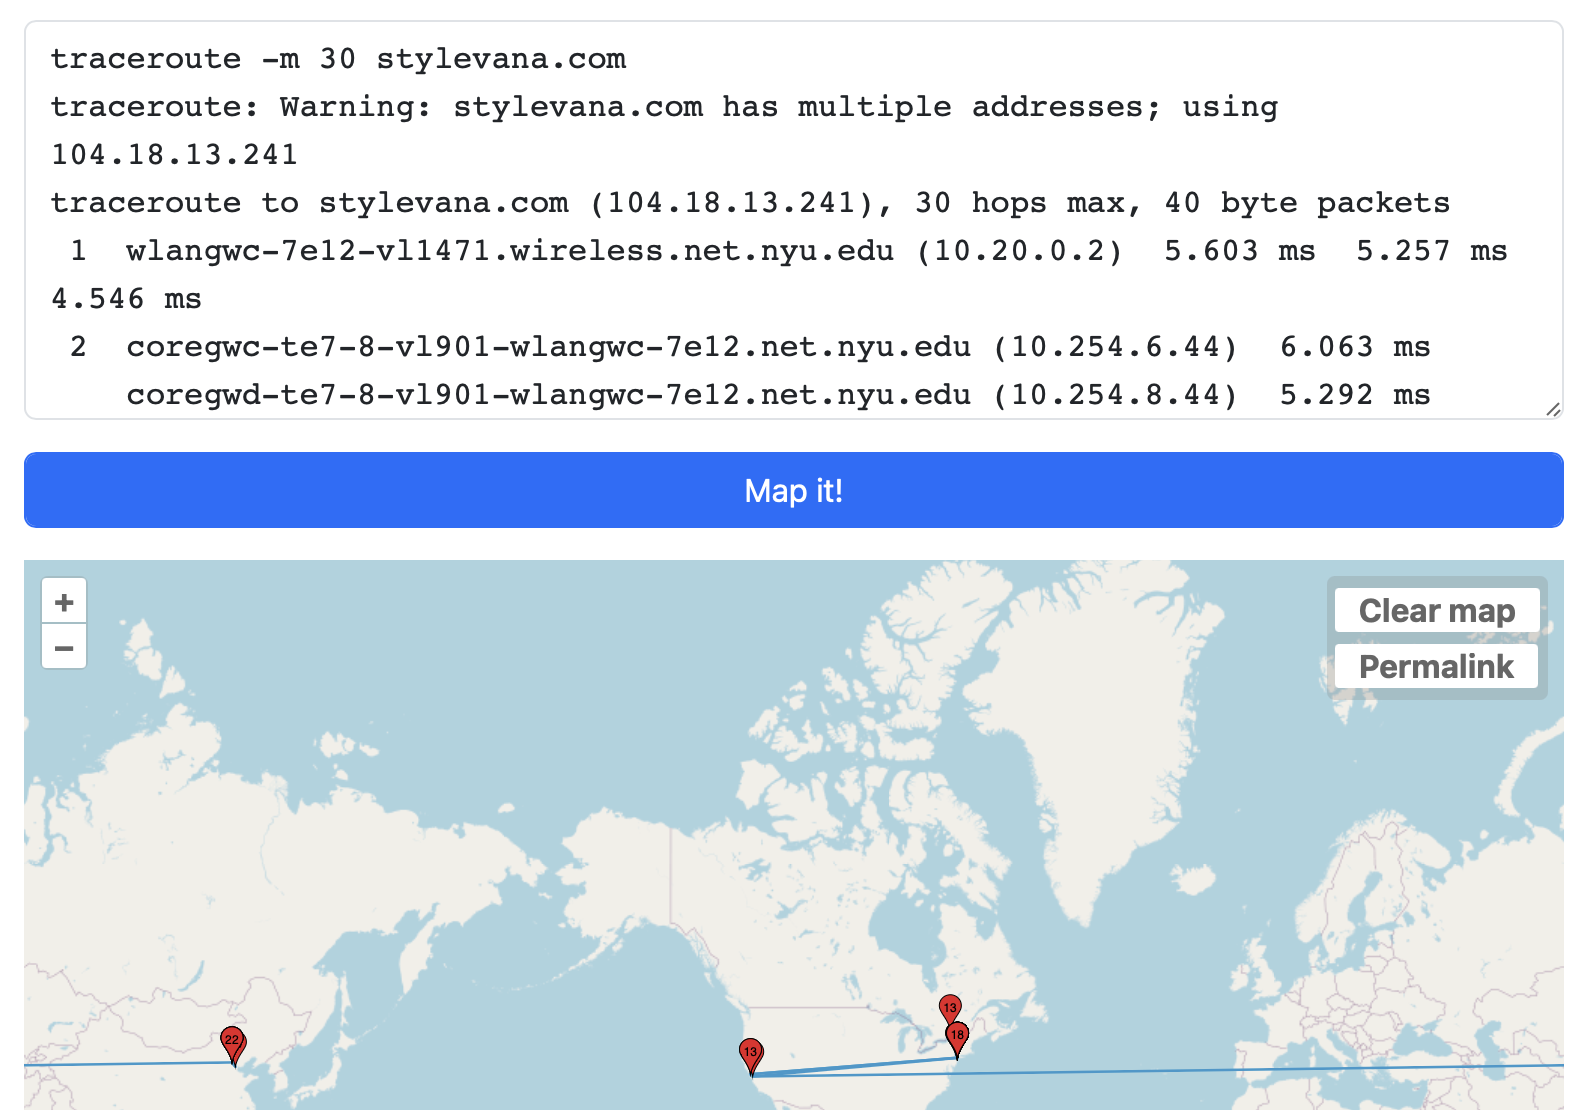 traceroute -m 30 stylevana.com
traceroute: Warning: stylevana.com has multiple addresses; using
104.18.13.241
traceroute to stylevana.com (104.18.13.241), 30 hops max, 40 byte packets
1 wlangwc-7e12-vl1471.wireless.net.nyu.edu (10.20.0.2) 5.603 ms 5.257 ms
4.546 ms
2 coregwc-te7-8-vl901-wlangwc-7e12.net.nyu.edu (10.254.6.44) 6.063 ms
coregwd-te7-8-vl901-wlangwc-7e12.net.nyu.edu (10.254.8.44) 5.292 ms
Map it!
+
−
Clear map
Permalink
13
18
22
13